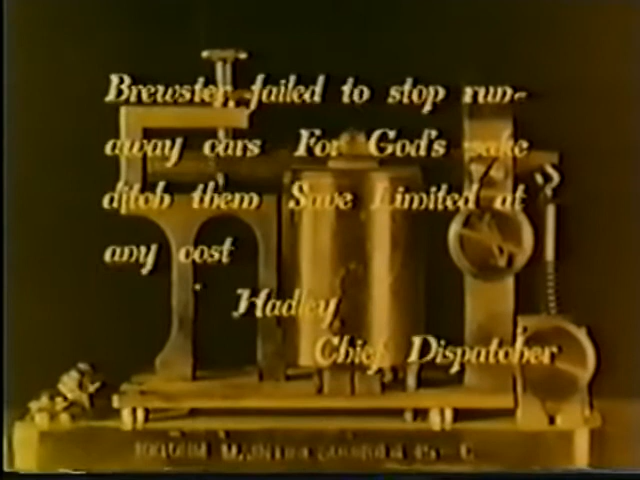 Brewster, failed to stop run-
away cars For God's sake
ditch them Save Limited at
any cost
Hadley
Chief Dispatcher